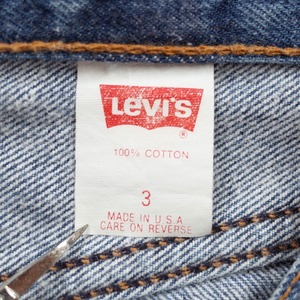 LEVI'S
®
100% COTTON
3
MADE IN U.S.A
CARE ON REVERSE